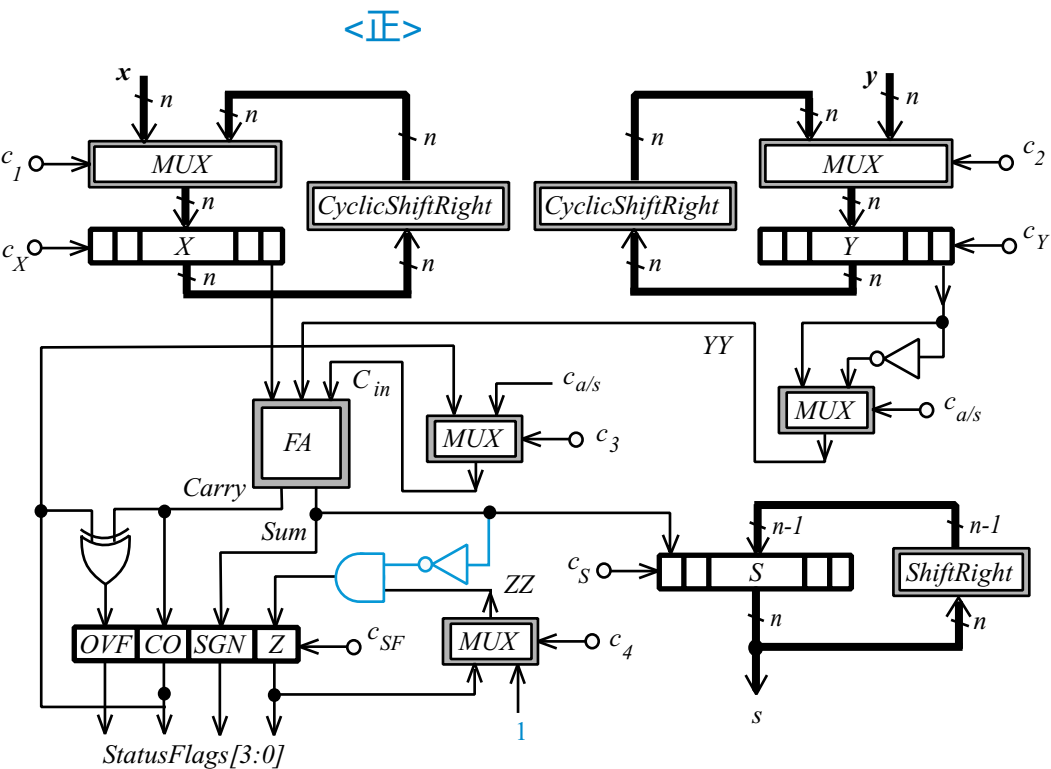 <正>
x
n
n
n
n
n
y
n
c1
MUX
n
CyclicShiftRight
CyclicShiftRight
MUX
c2
n
n
cX
X
n
n
n
Y
n
cY
YY
Cin
ca/s
MUX
ca/s
FA
MUX
c3
Carry
Sum
n-1
n-1
cS
S
ShiftRight
ZZ
n
n
OVF
CO
SGN
Z
cSF
MUX
c4
s
1
StatusFlags[3:0]